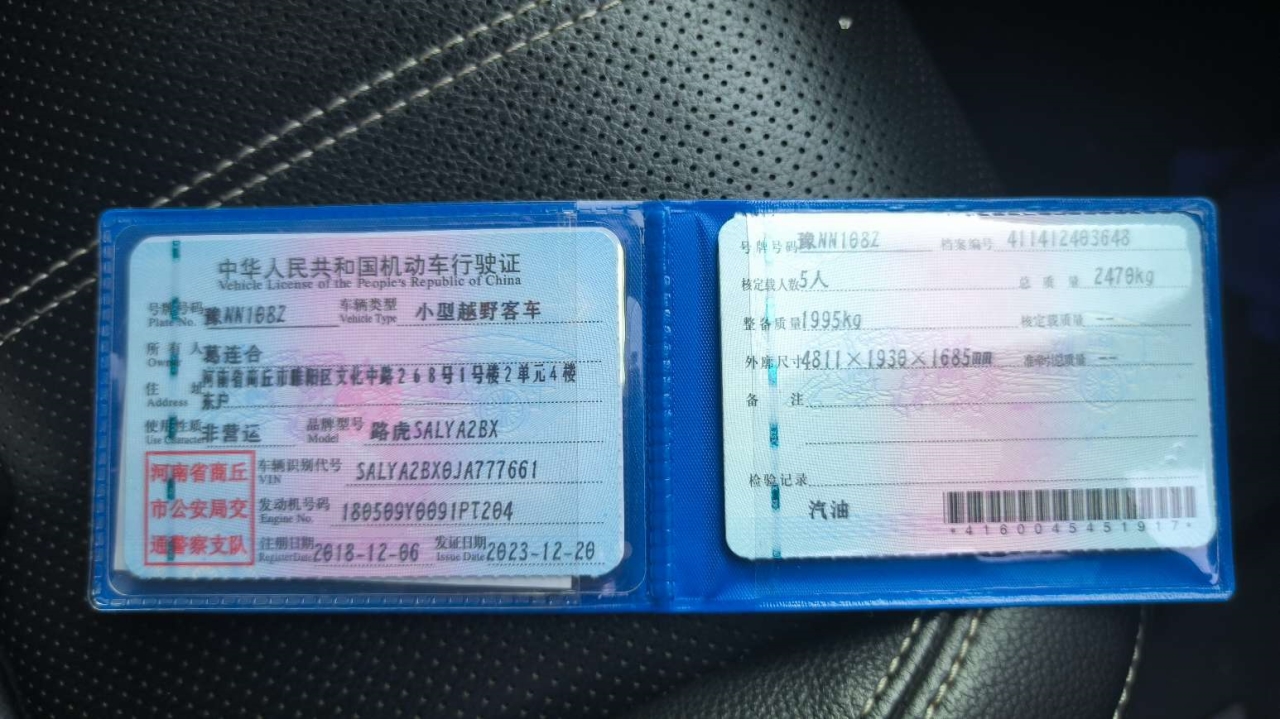 中华人民共和国机动车行驶证
Vehicle License of the People's Republic of China
号牌号码 豫NN108Z 车辆类型 小型越野客车
Plate No. Vehicle Type
所有人 葛连合
Owner
住址 河南省商丘市睢阳区文化中路268号1号楼2单元4楼
Address 东户
使用性质 非营运 品牌型号 路虎SALYA2BX
Use Character Model
河南省商丘
市公安局交
通警察支队
车辆识别代号 SALYA2BX0JA777661
VIN
发动机号码 180509Y0091PT204
Engine No.
注册日期 2018-12-06 发证日期 2023-12-20
Register Date Issue Date
号牌号码 豫NN108Z 档案编号 411412403648
核定载人数 5人 总质量 2470kg
整备质量 1995kg 核定载质量 --
外廓尺寸 4811×1930×1685mm 准牵引总质量 --
备注
检验记录
汽油
*4160045451917*